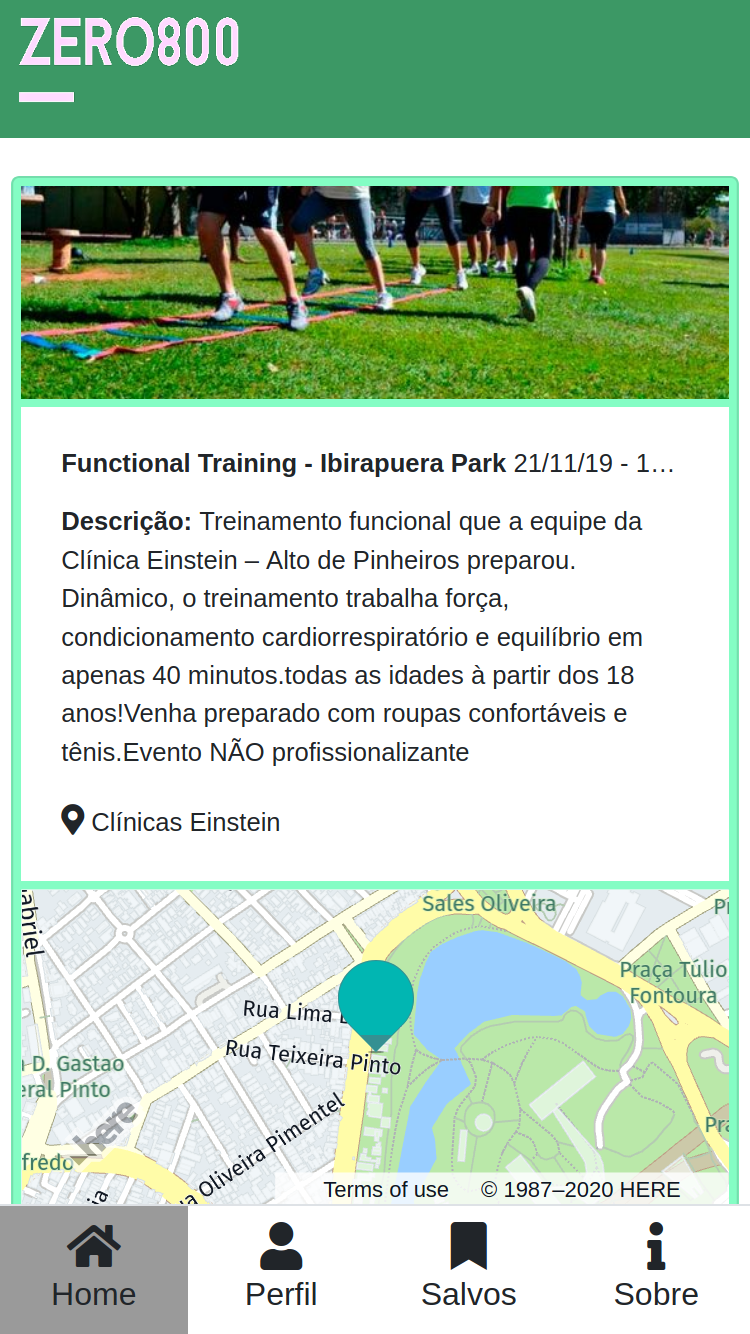 ZERO800
Functional Training - Ibirapuera Park 21/11/19 - 1…
Descrição: Treinamento funcional que a equipe da
Clínica Einstein – Alto de Pinheiros preparou.
Dinâmico, o treinamento trabalha força,
condicionamento cardiorrespiratório e equilíbrio em
apenas 40 minutos.todas as idades à partir dos 18
anos!Venha preparado com roupas confortáveis e
tênis.Evento NÃO profissionalizante
Clínicas Einstein
abriel
Sales Oliveira
Praça Túlio
Fontoura
Rua Lima
Rua Teixeira Pinto
D. Gastao
eral Pinto
here
fredo
a Oliveira Pimentel
Pra
Terms of use © 1987–2020 HERE
Home Perfil Salvos Sobre